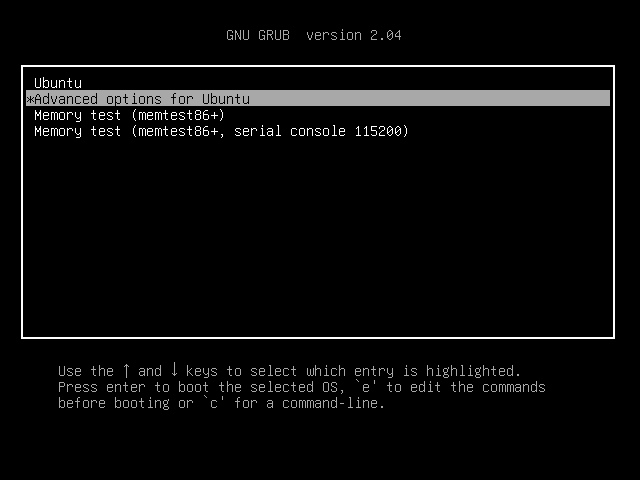 GNU GRUB  version 2.04
Ubuntu
*Advanced options for Ubuntu
Memory test (memtest86+)
Memory test (memtest86+, serial console 115200)
Use the ↑ and ↓ keys to select which entry is highlighted.
Press enter to boot the selected OS, `e' to edit the commands
before booting or `c' for a command-line.